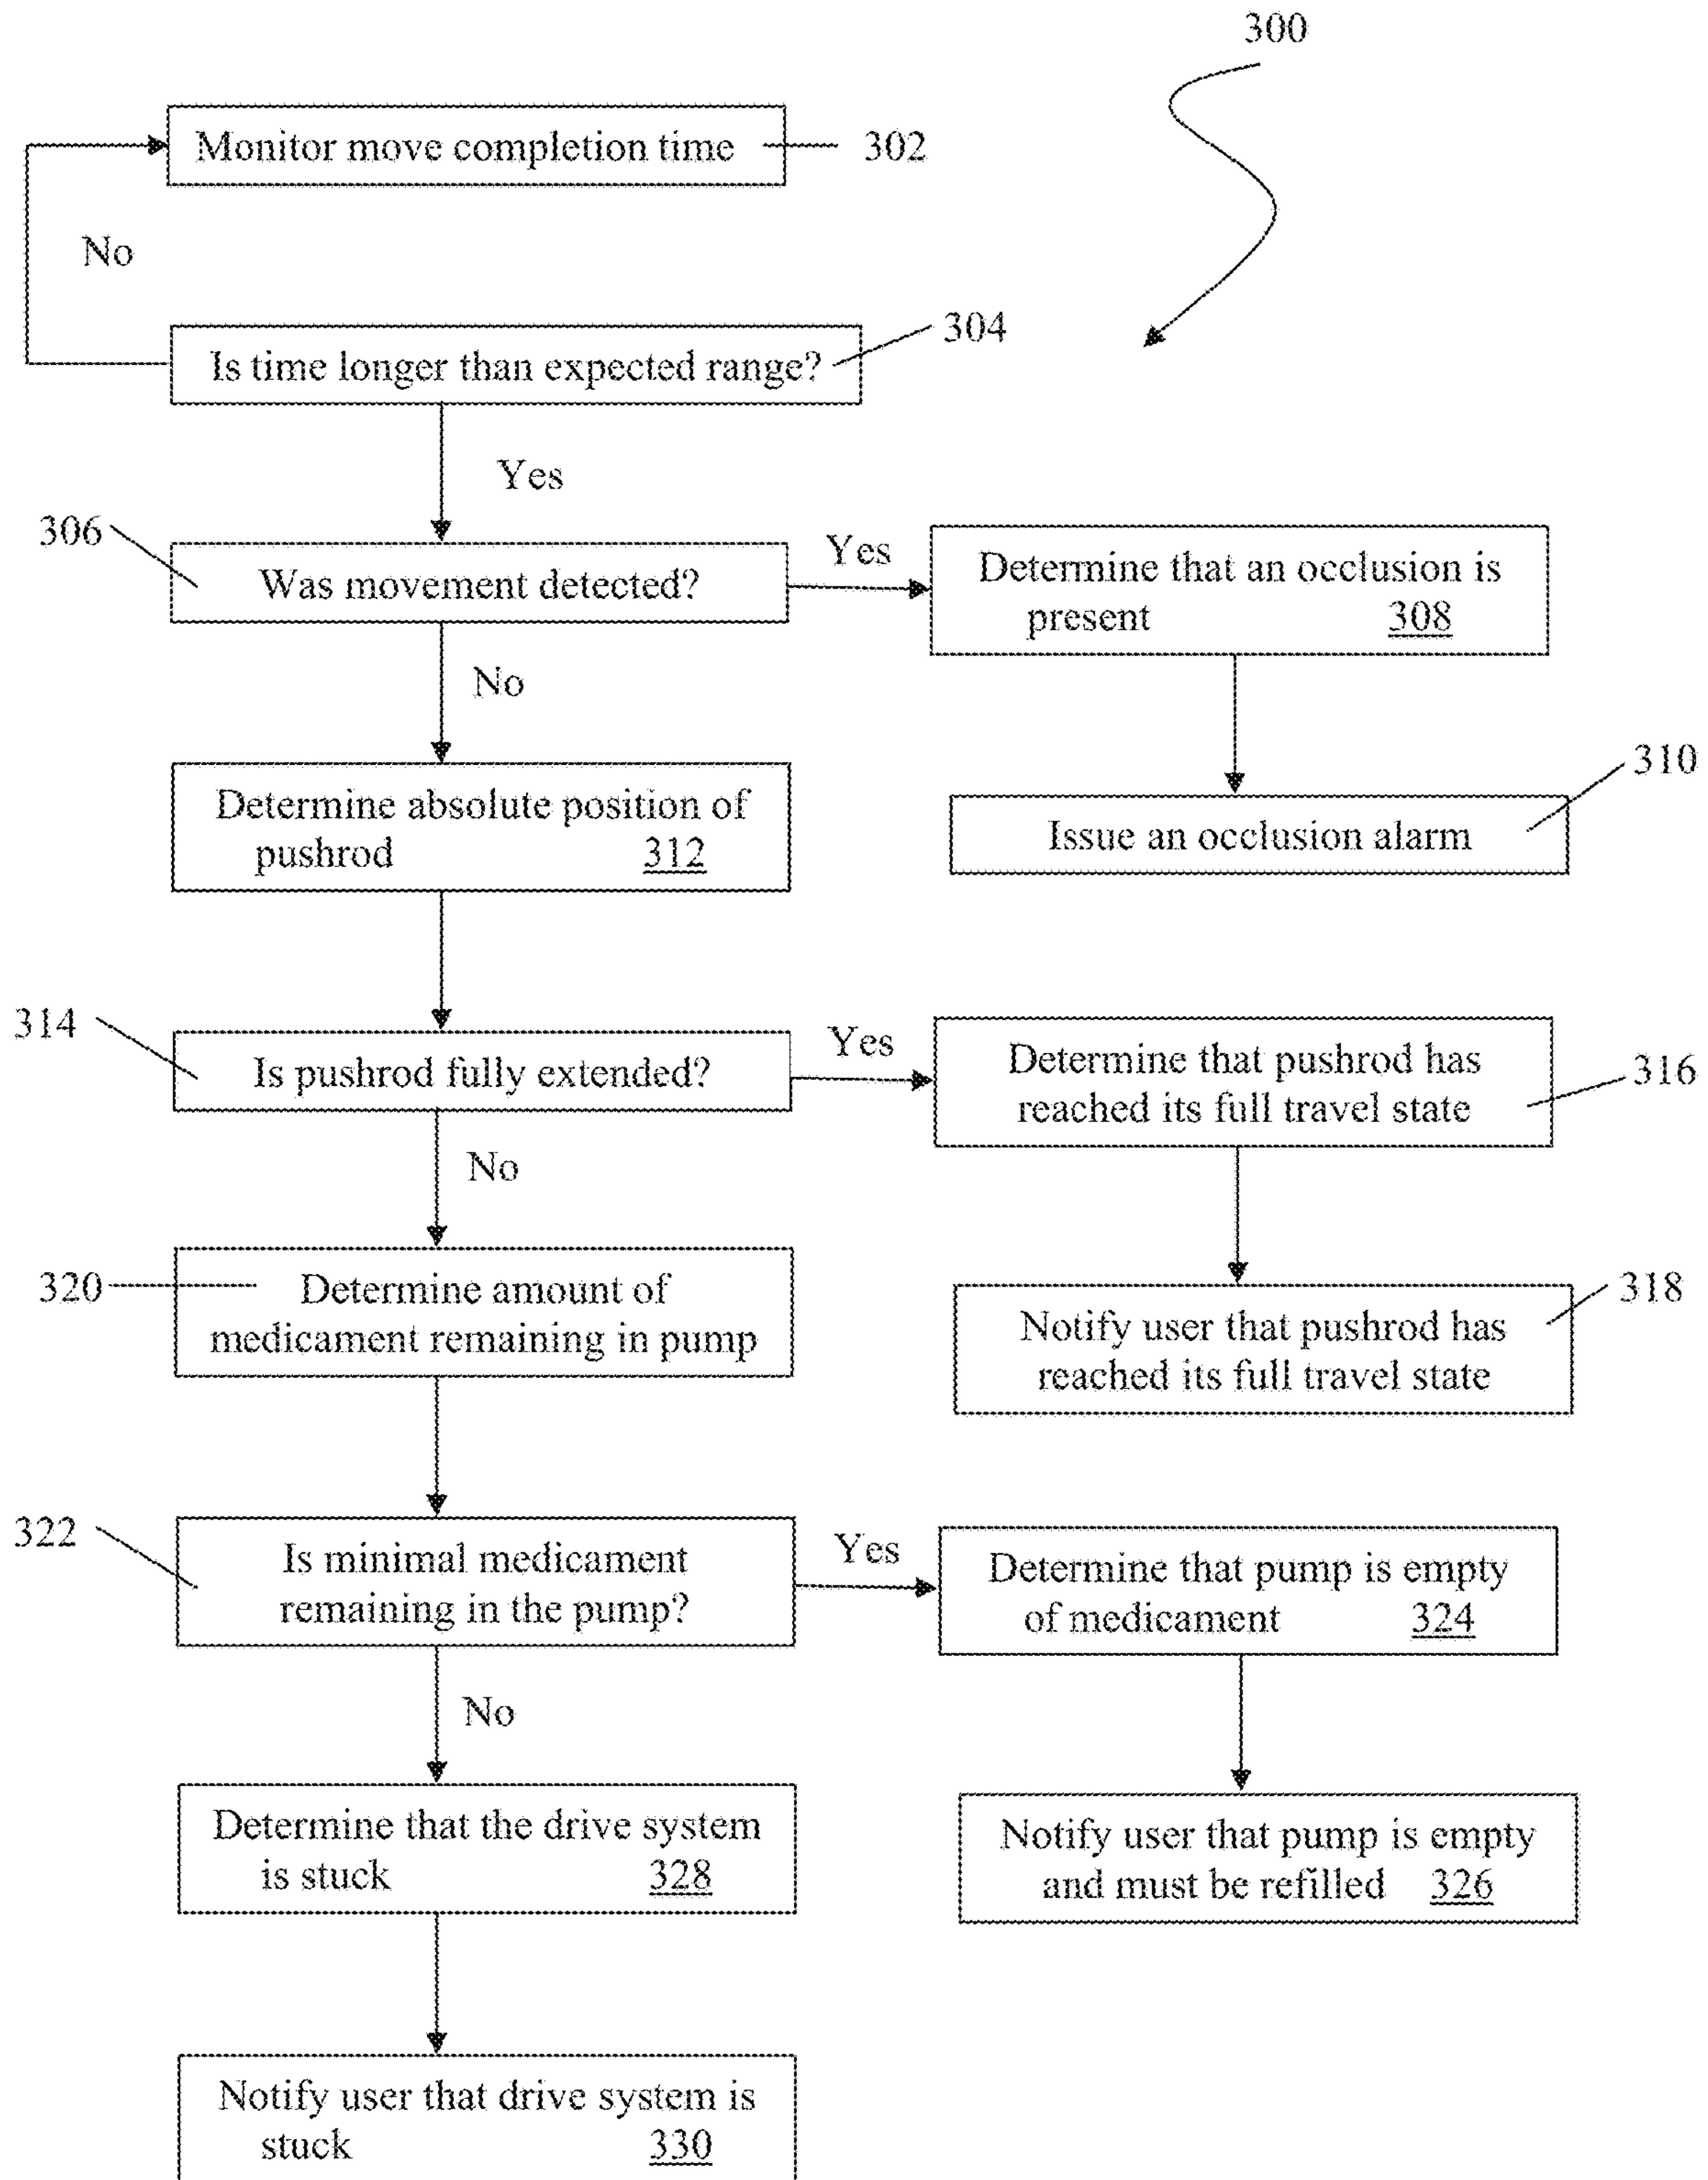 300
Monitor move completion time
302
No
304
Is time longer than expected range?
Yes
306
Was movement detected?
Yes
Determine that an occlusion is
present 308
No
310
Issue an occlusion alarm
Determine absolute position of
pushrod 312
314
Is pushrod fully extended?
Yes
Determine that pushrod has
reached its full travel state
316
No
320
Determine amount of
medicament remaining in pump
318
Notify user that pushrod has
reached its full travel state
322
Is minimal medicament
remaining in the pump?
Yes
Determine that pump is empty
of medicament 324
No
Determine that the drive system
is stuck 328
Notify user that pump is empty
and must be refilled 326
Notify user that drive system is
stuck 330